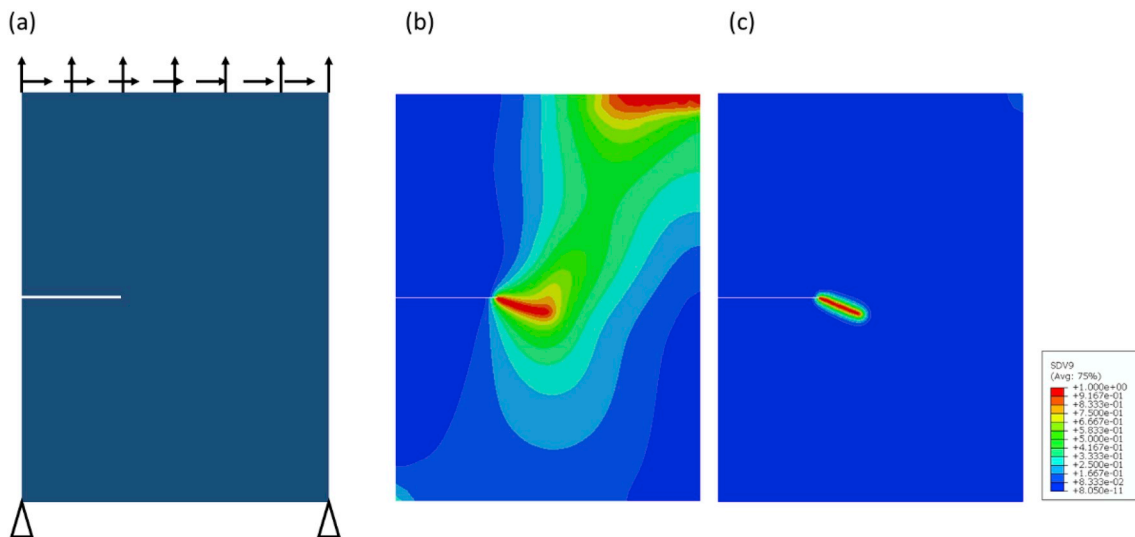 (a)
(b)
(c)
SDV9
(Avg: 75%)
+1.000e+00
+9.167e-01
+8.333e-01
+7.500e-01
+6.667e-01
+5.833e-01
+5.000e-01
+4.167e-01
+3.333e-01
+2.500e-01
+1.667e-01
+8.333e-02
+8.050e-11